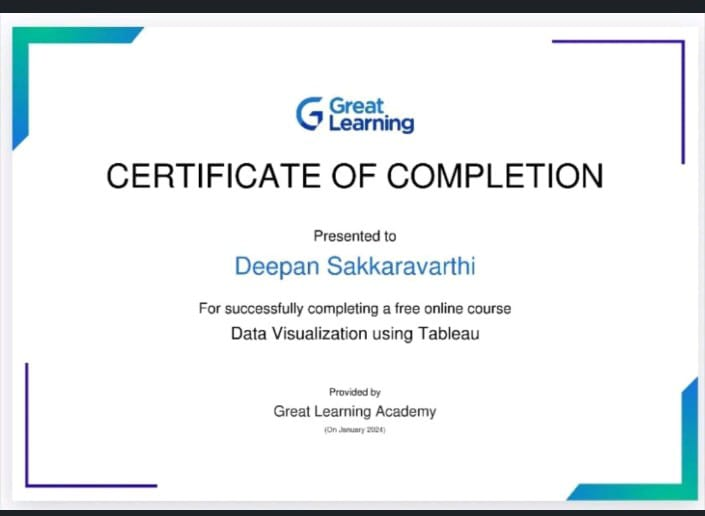 Great
Learning
CERTIFICATE OF COMPLETION
Presented to
Deepan Sakkaravarthi
For successfully completing a free online course
Data Visualization using Tableau
Provided by
Great Learning Academy
(On January 2024)